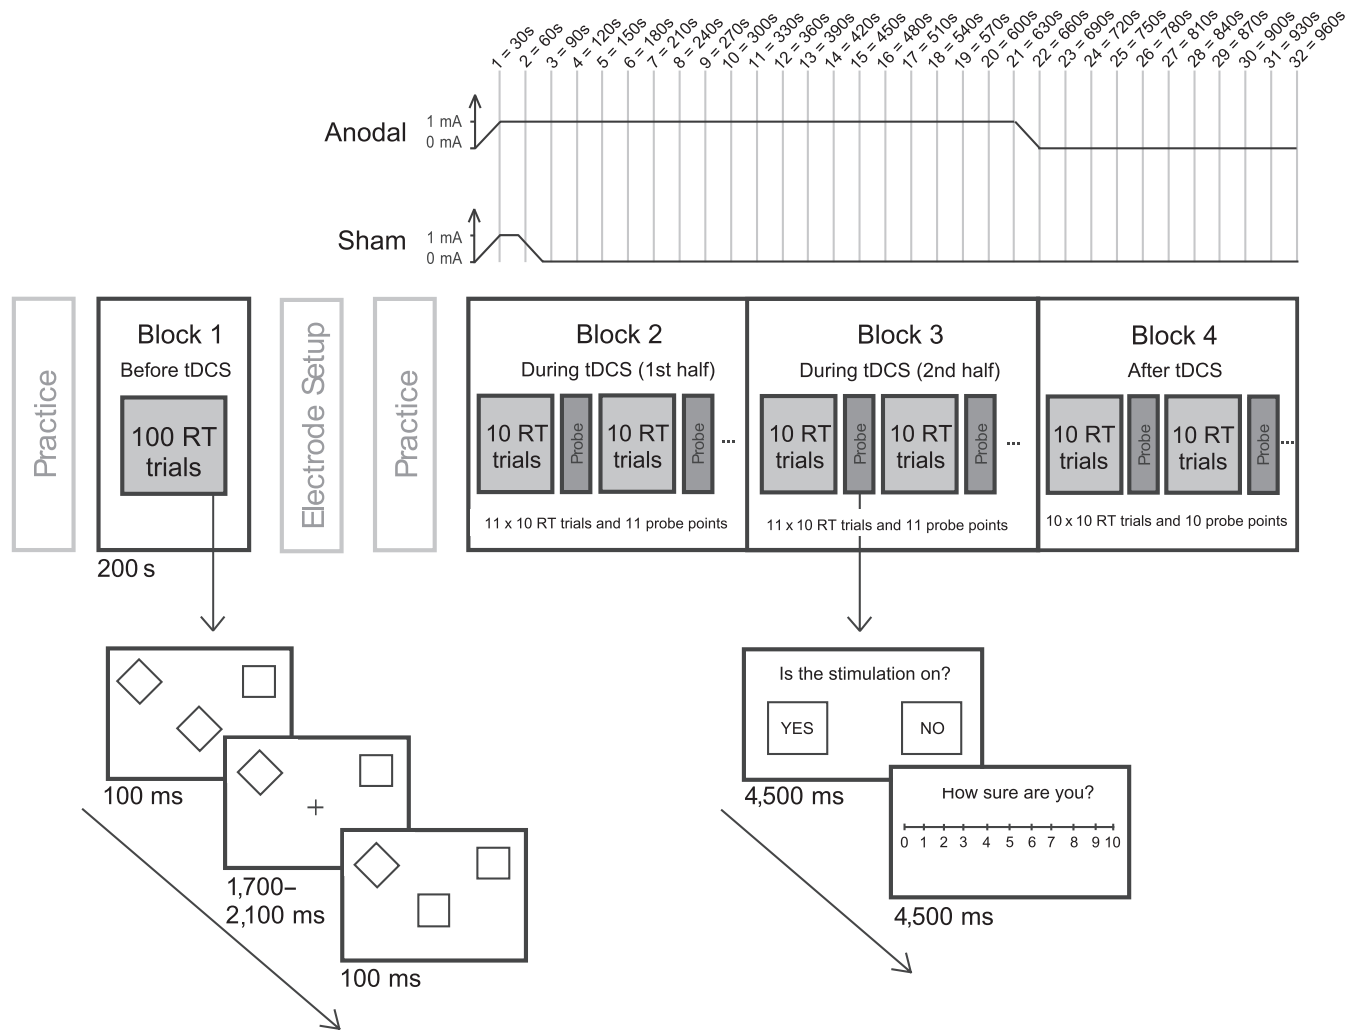 1 = 30s
2 = 60s
3 = 90s
4 = 120s
5 = 150s
6 = 180s
7 = 210s
8 = 240s
9 = 270s
10 = 300s
11 = 330s
12 = 360s
13 = 390s
14 = 420s
15 = 450s
16 = 480s
17 = 510s
18 = 540s
19 = 570s
20 = 600s
21 = 630s
22 = 660s
23 = 690s
24 = 720s
25 = 750s
26 = 780s
27 = 810s
28 = 840s
29 = 870s
30 = 900s
31 = 930s
32 = 960s
Anodal
1 mA
0 mA
Sham
1 mA
0 mA
Practice
Block 1
Before tDCS
100 RT
trials
200 s
Electrode Setup
Practice
Block 2
During tDCS (1st half)
10 RT
trials
Probe
10 RT
trials
Probe
...
11 x 10 RT trials and 11 probe points
Block 3
During tDCS (2nd half)
10 RT
trials
Probe
10 RT
trials
Probe
...
11 x 10 RT trials and 11 probe points
Block 4
After tDCS
10 RT
trials
Probe
10 RT
trials
Probe
...
10 x 10 RT trials and 10 probe points
100 ms
+
1,700–
2,100 ms
100 ms
Is the stimulation on?
YES
NO
4,500 ms
How sure are you?
0 1 2 3 4 5 6 7 8 9 10
4,500 ms